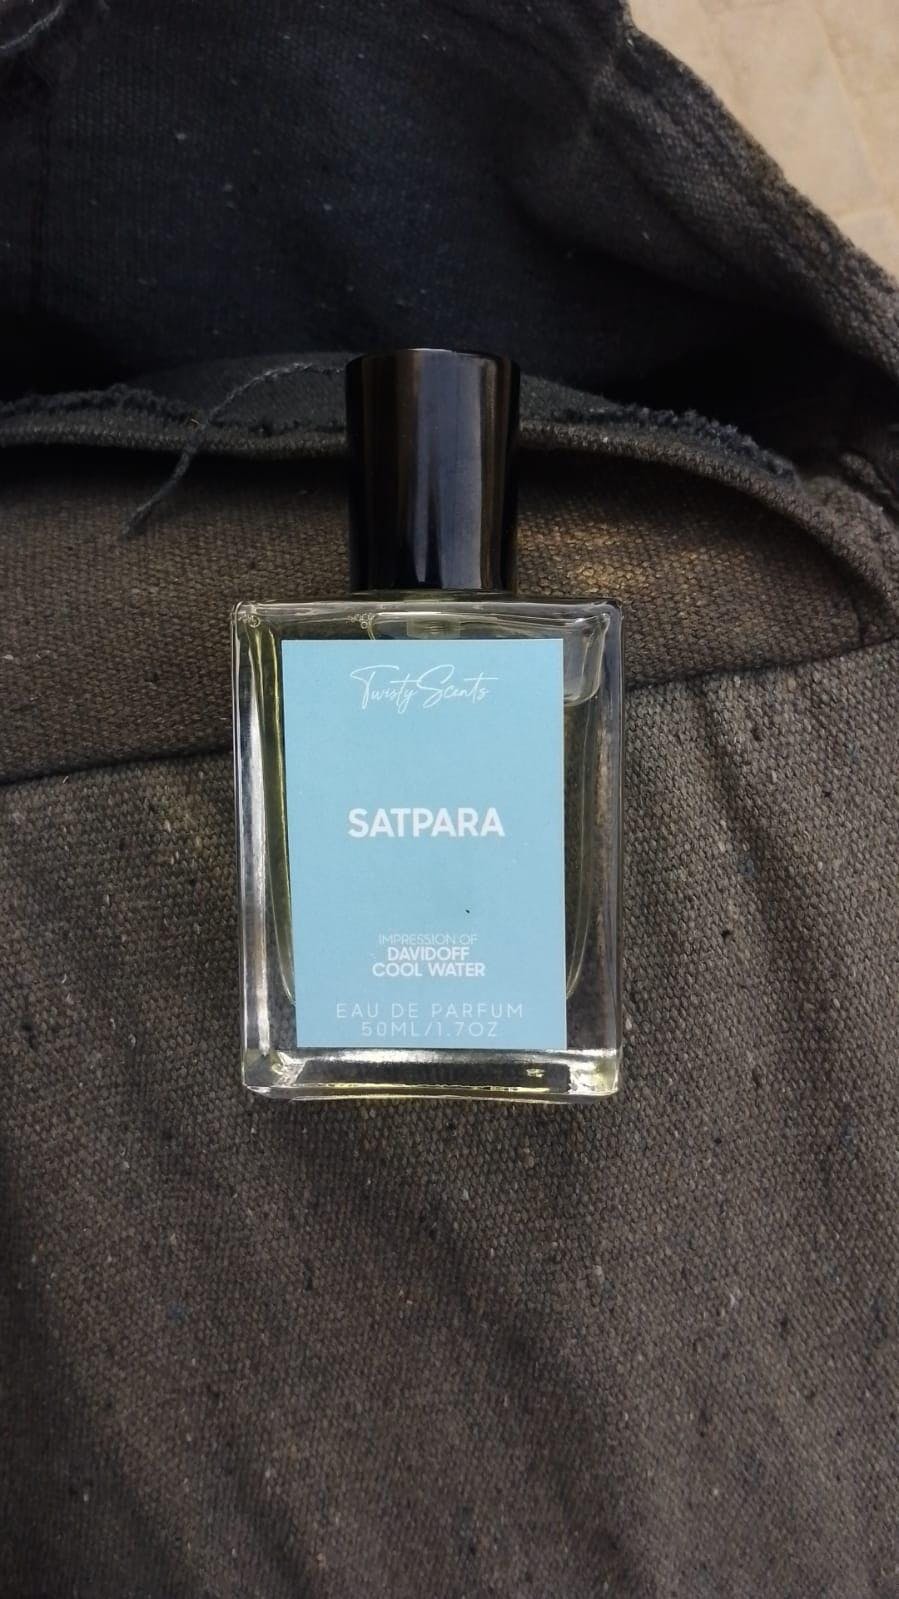 Twisty Scents
SATPARA
IMPRESSION OF
DAVIDOFF
COOL WATER
EAU DE PARFUM
50ML/1.7OZ